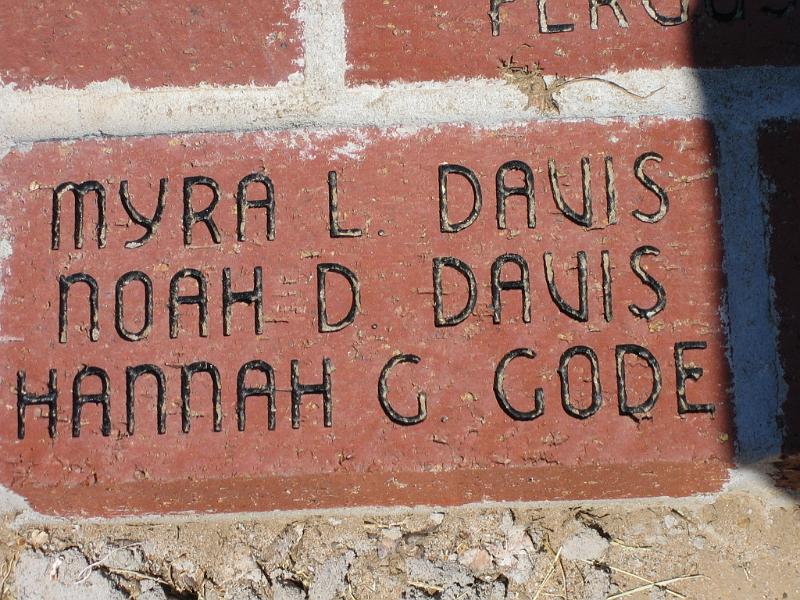 MYRA L. DAVIS
NOAH D. DAVIS
HANNAH G GODE